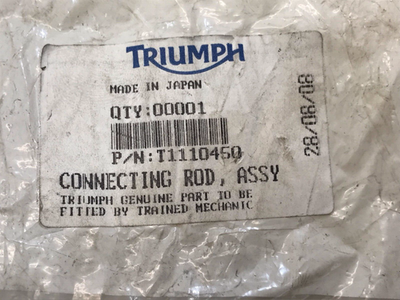 TRIUMPH
MADE IN JAPAN
QTY:00001
P/N:T1110450
CONNECTING ROD, ASSY
TRIUMPH GENUINE PART TO BE
FITTED BY TRAINED MECHANIC
28/08/08